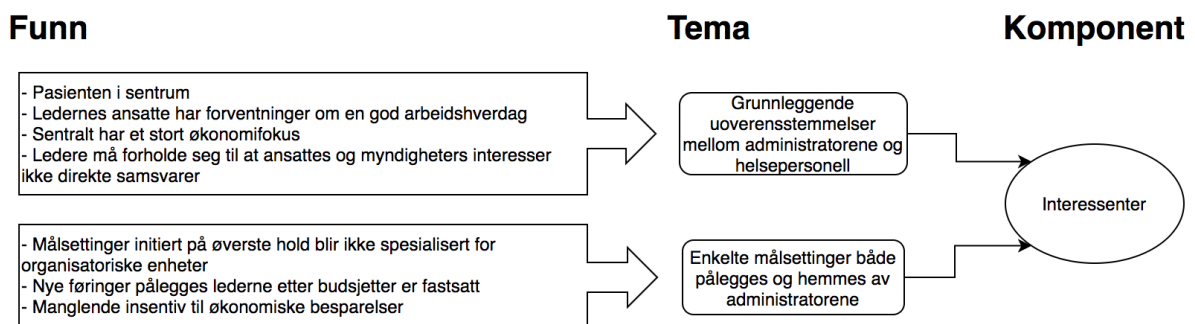 Funn
Tema
Komponent
- Pasienten i sentrum
- Ledernes ansatte har forventninger om en god arbeidshverdag
- Sentralt har et stort økonomifokus
- Ledere må forholde seg til at ansattes og myndigheters interesser
ikke direkte samsvarer
Grunnleggende
uoverensstemmelser
mellom administratorene og
helsepersonell
Interessenter
- Målsettinger initiert på øverste hold blir ikke spesialisert for
organisatoriske enheter
- Nye føringer pålegges lederne etter budsjetter er fastsatt
- Manglende insentiv til økonomiske besparelser
Enkelte målsettinger både
pålegges og hemmes av
administratorene